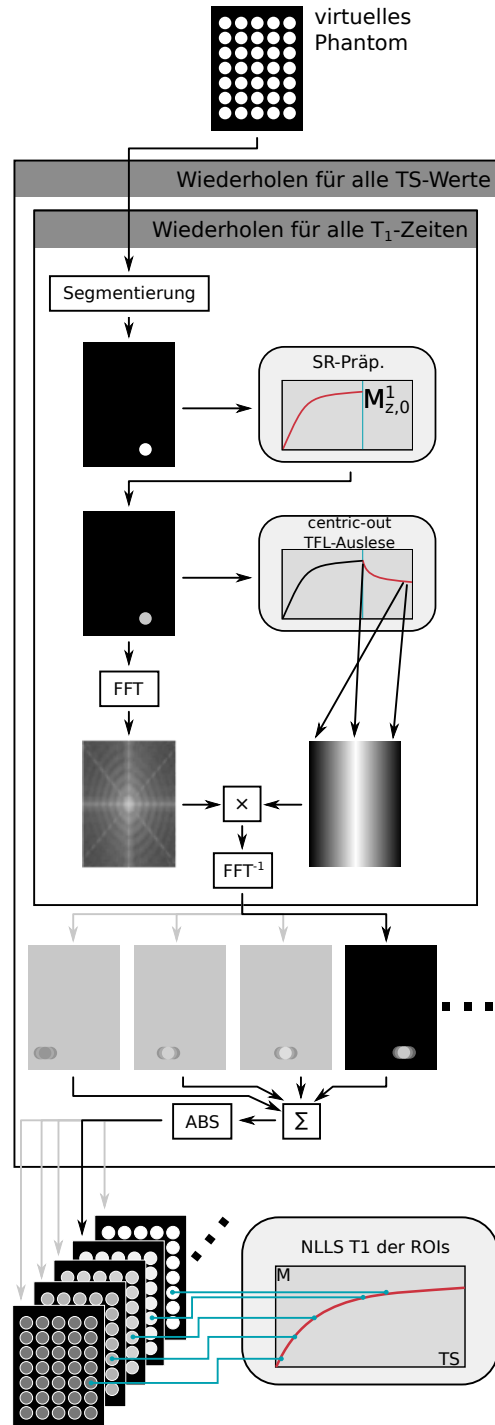 virtuelles
Phantom
Wiederholen für alle TS-Werte
Wiederholen für alle T₁-Zeiten
Segmentierung
SR-Präp.
M¹z,0
centric-out
TFL-Auslese
FFT
×
FFT⁻¹
ABS
Σ
NLLS T1 der ROIs
M
TS